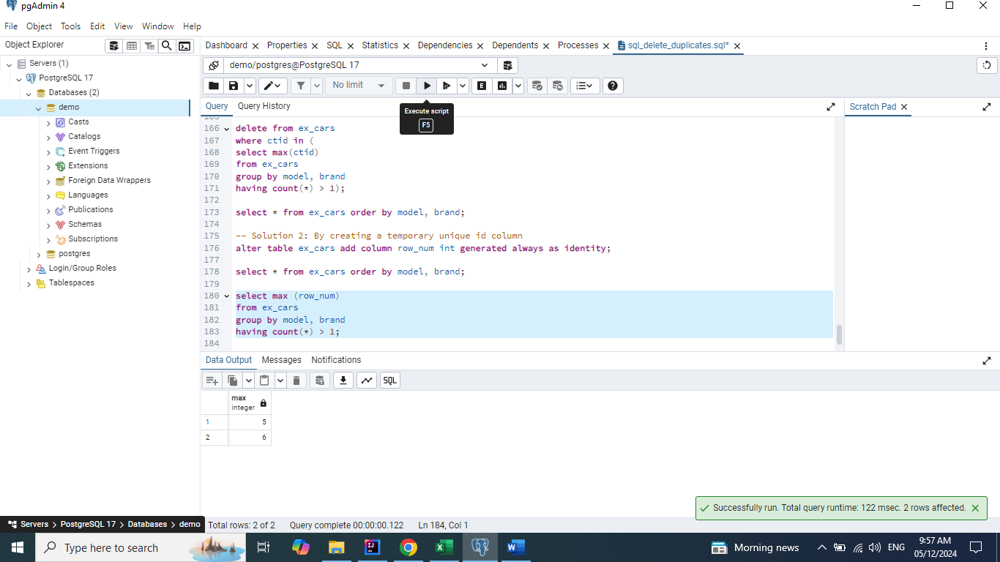 pgAdmin 4
File Object Tools Edit View Window Help
Object Explorer
Dashboard Properties SQL Statistics Dependencies Dependents Processes sql_delete_duplicates.sql*
Servers (1)
PostgreSQL 17
Databases (2)
demo
Casts
Catalogs
Event Triggers
Extensions
Foreign Data Wrappers
Languages
Publications
Schemas
Subscriptions
postgres
Login/Group Roles
Tablespaces
demo/postgres@PostgreSQL 17
No limit
E
Execute script
F5
Query Query History
Scratch Pad
166 delete from ex_cars
167 where ctid in (
168 select max(ctid)
169 from ex_cars
170 group by model, brand
171 having count(*) > 1);
172
173 select * from ex_cars order by model, brand;
174
175 -- Solution 2: By creating a temporary unique id column
176 alter table ex_cars add column row_num int generated always as identity;
177
178 select * from ex_cars order by model, brand;
179
180 select max (row_num)
181 from ex_cars
182 group by model, brand
183 having count(*) > 1;
184
Data Output Messages Notifications
SQL
max
integer
1 5
2 6
Successfully run. Total query runtime: 122 msec. 2 rows affected.
Servers > PostgreSQL 17 > Databases > demo
Total rows: 2 of 2 Query complete 00:00:00.122 Ln 184, Col 1
Type here to search
Morning news
ENG
9:57 AM
05/12/2024